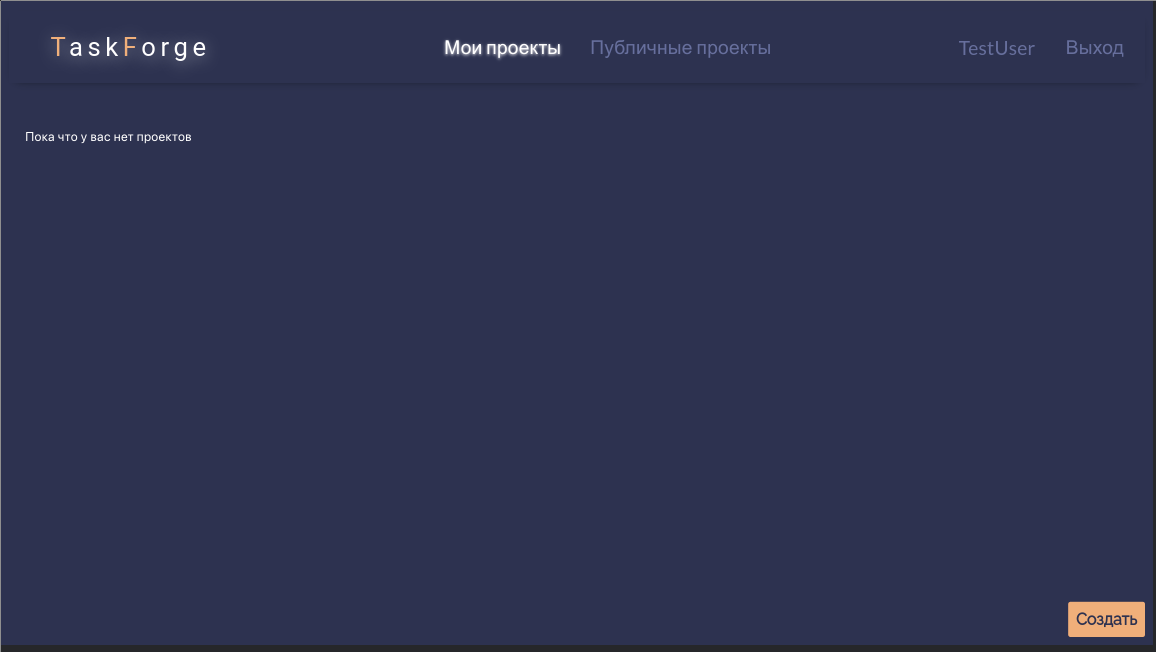 TaskForge
Мои проекты
Публичные проекты
TestUser
Выход
Пока что у вас нет проектов
Создать